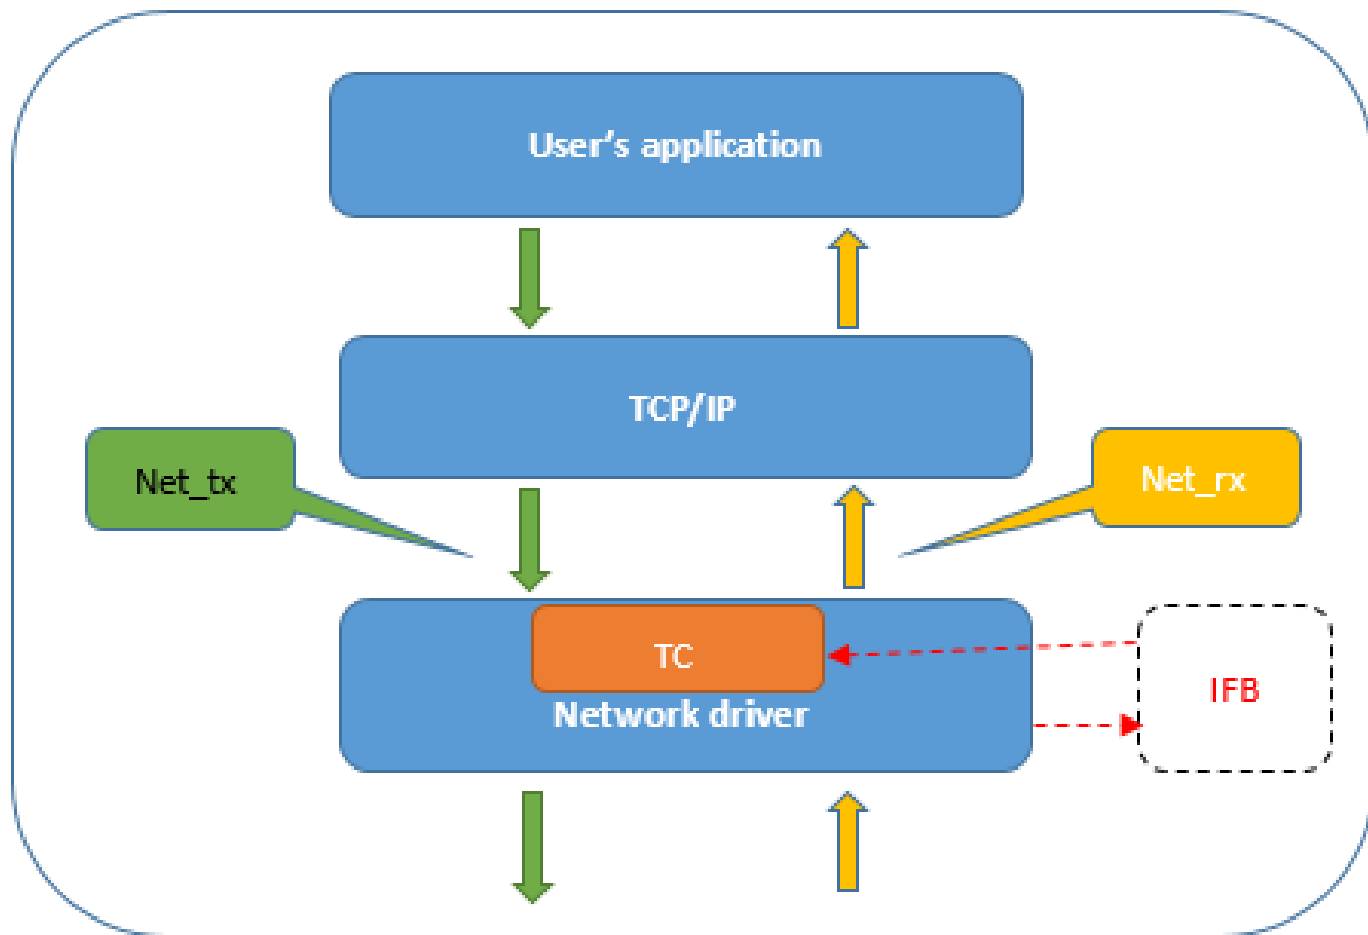 User‘s application
TCP/IP
Net_tx
Net_rx
TC
IFB
Network driver